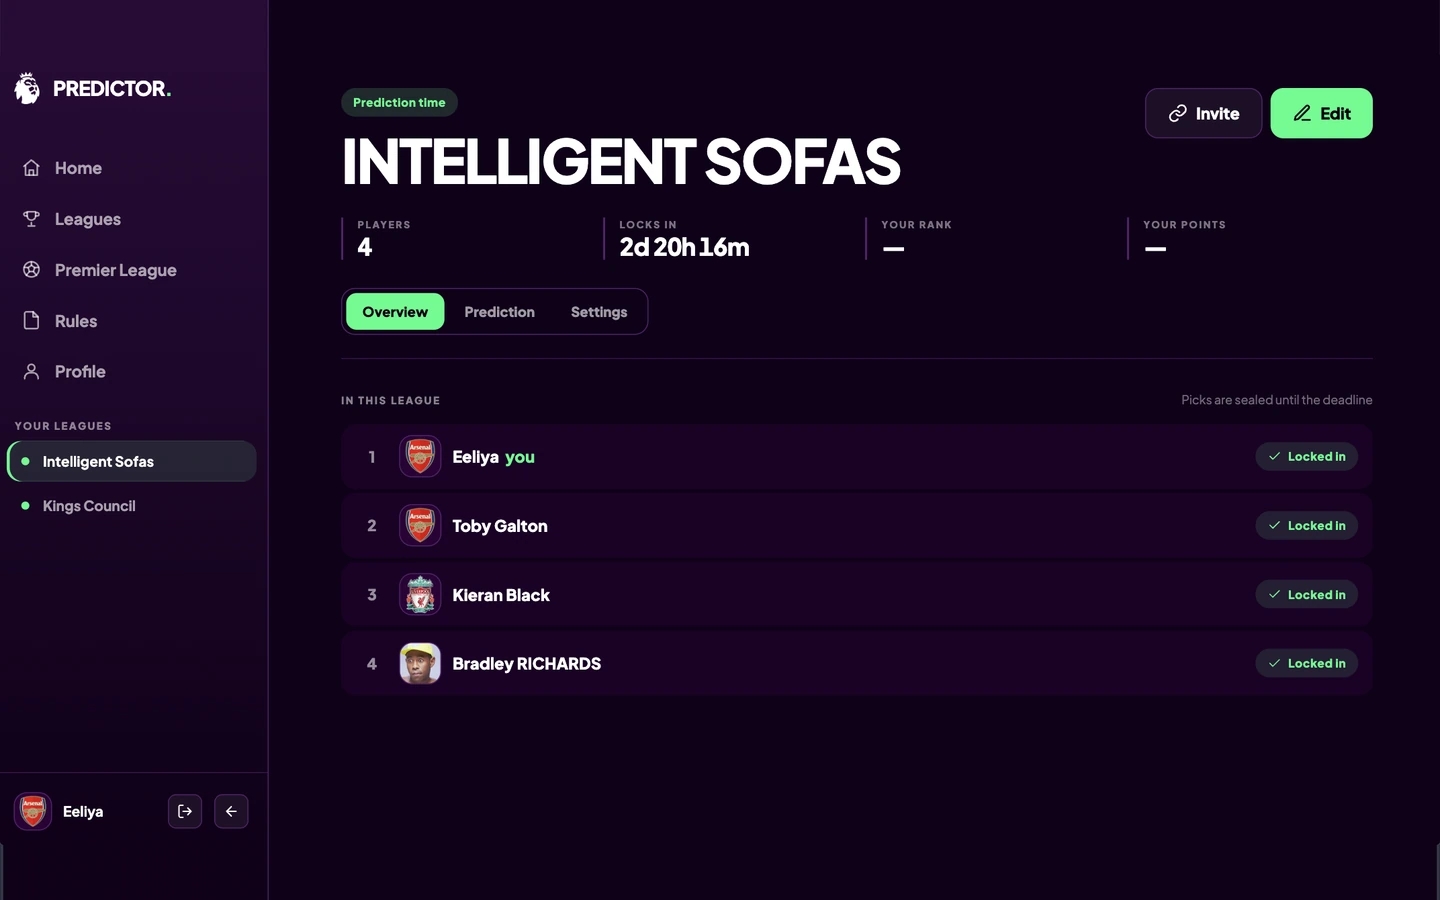 PREDICTOR.
Home
Leagues
Premier League
Rules
Profile
YOUR LEAGUES
Intelligent Sofas
Kings Council
Eeliya
Prediction time
Invite
Edit
INTELLIGENT SOFAS
PLAYERS
4
LOCKS IN
2d 20h 16m
YOUR RANK
—
YOUR POINTS
—
Overview
Prediction
Settings
IN THIS LEAGUE
Picks are sealed until the deadline
1 Arsenal Eeliya you Locked in
2 Arsenal Toby Galton Locked in
3 Kieran Black Locked in
4 Bradley RICHARDS Locked in
Arsenal